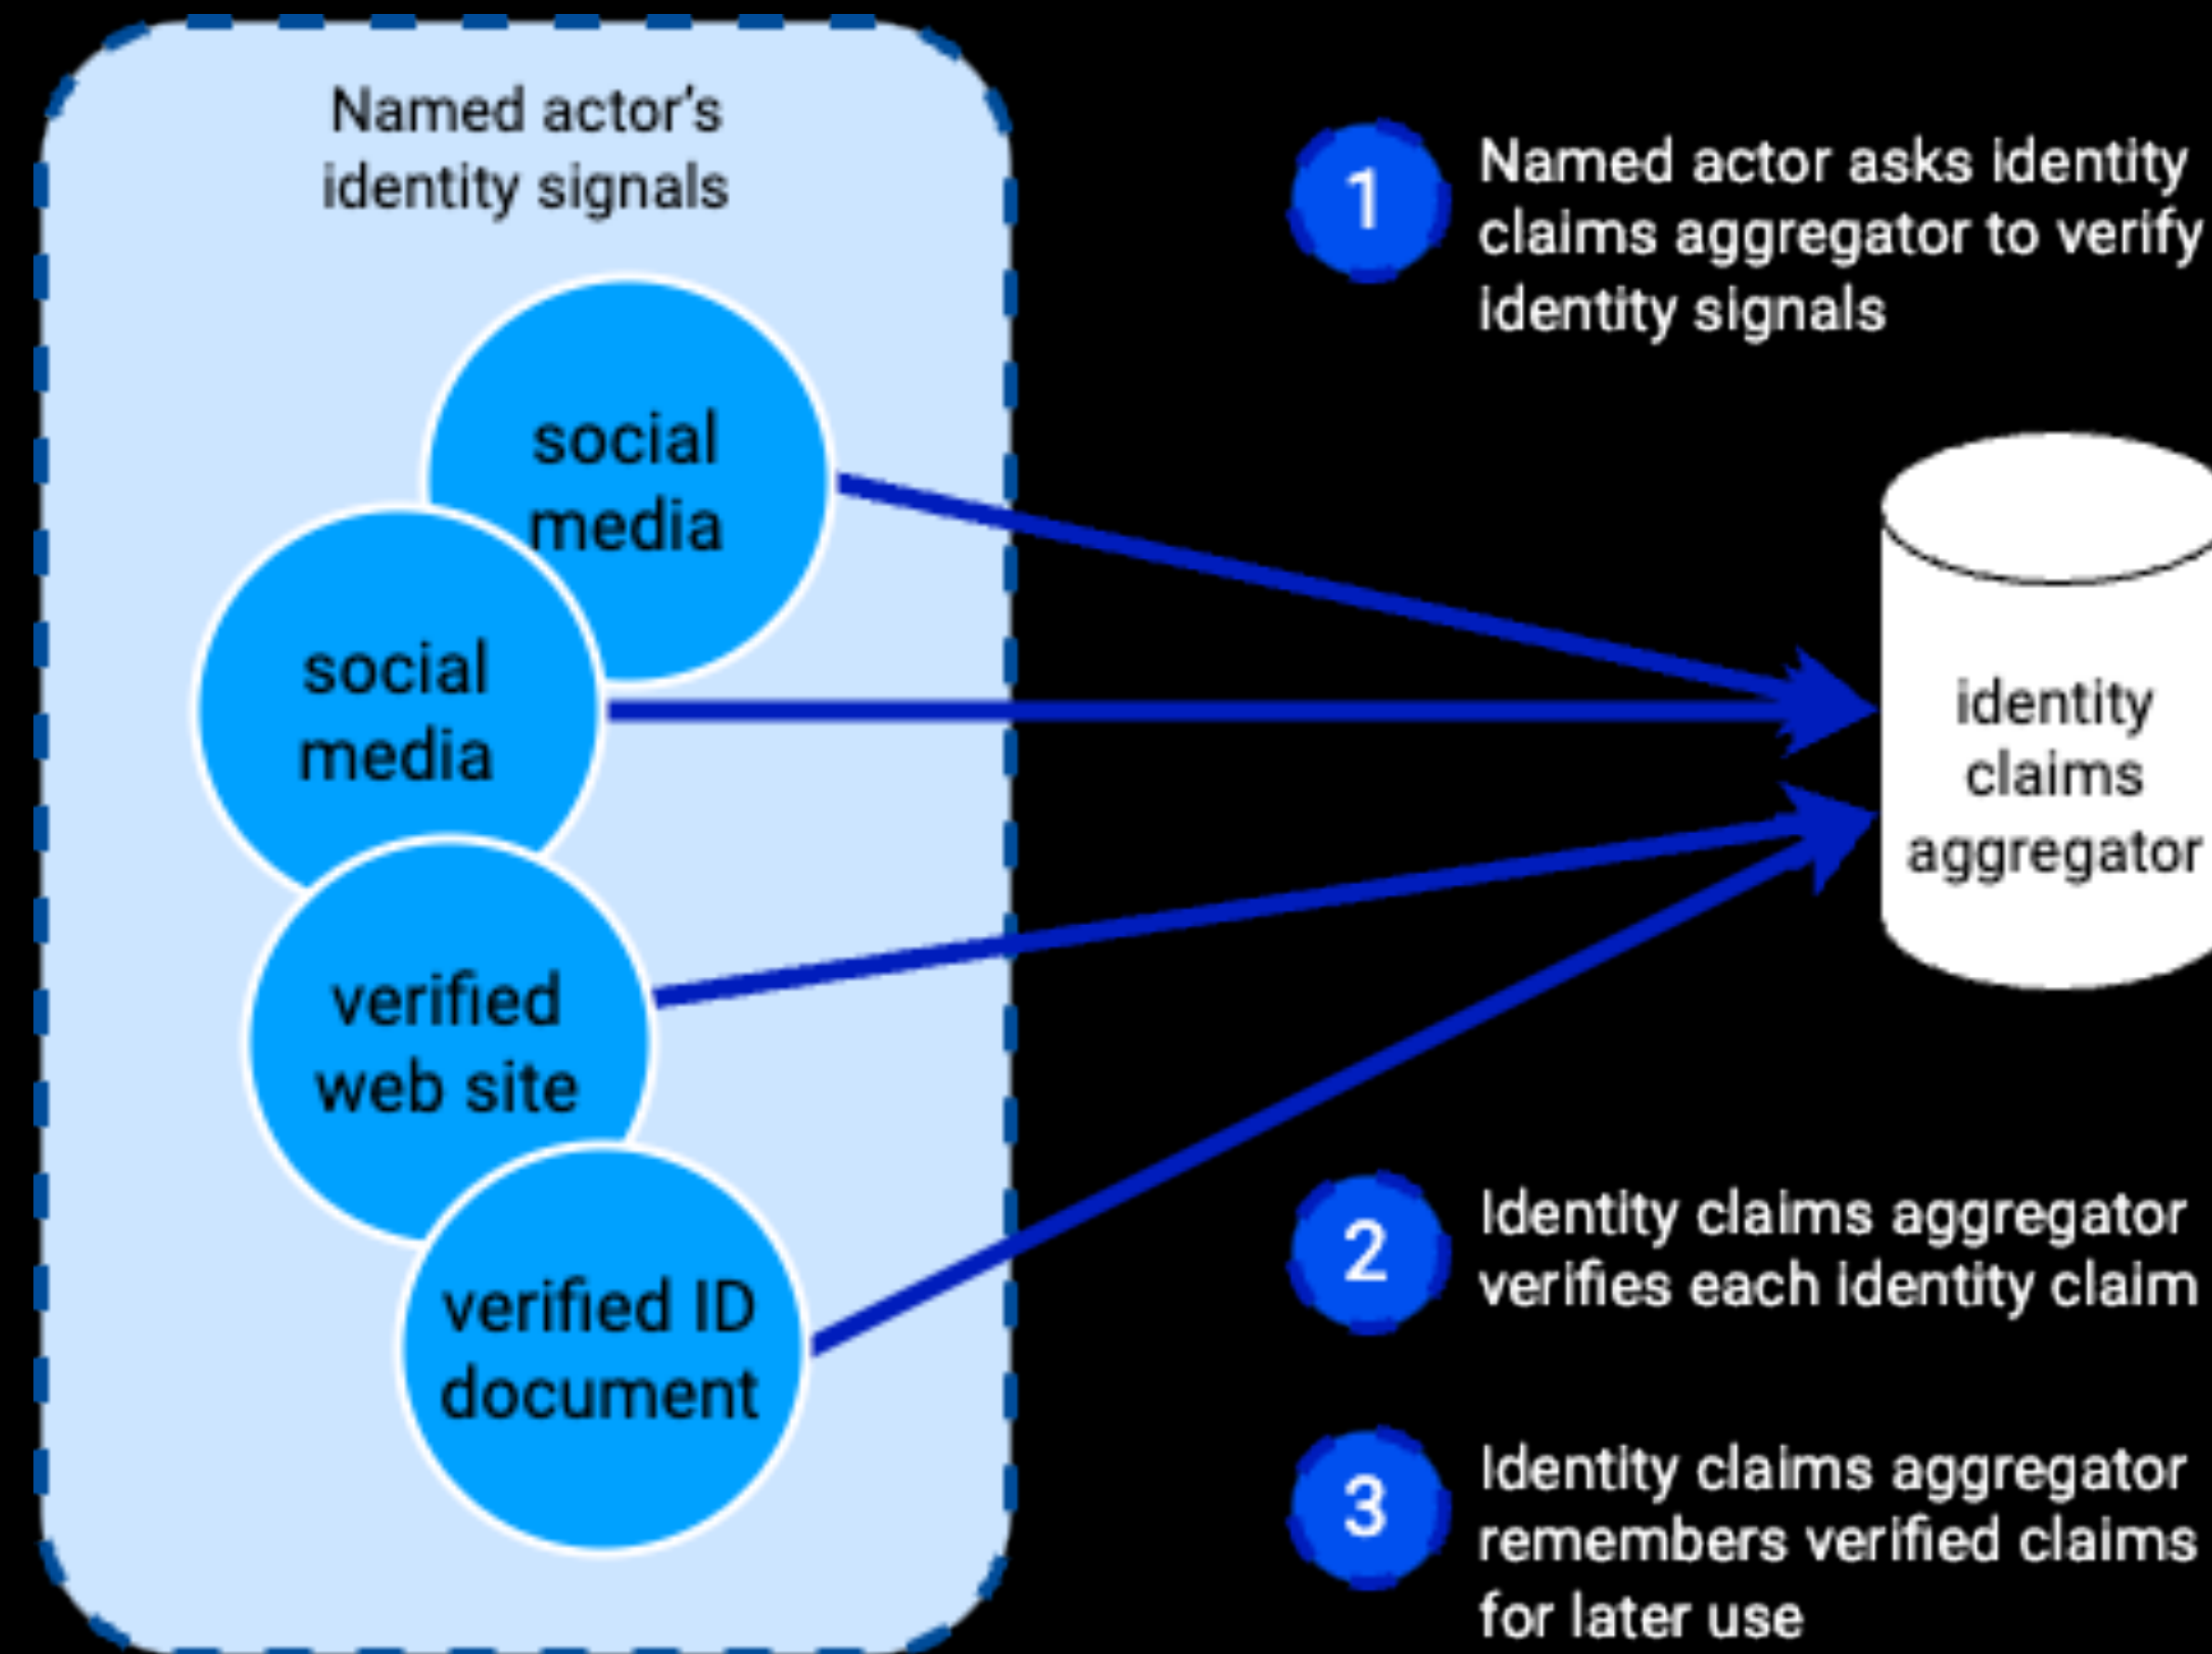 Named actor's
identity signals
social
media
social
media
verified
web site
verified ID
document
1
Named actor asks identity
claims aggregator to verify
identity signals
identity
claims
aggregator
2
Identity claims aggregator
verifies each identity claim
3
Identity claims aggregator
remembers verified claims
for later use